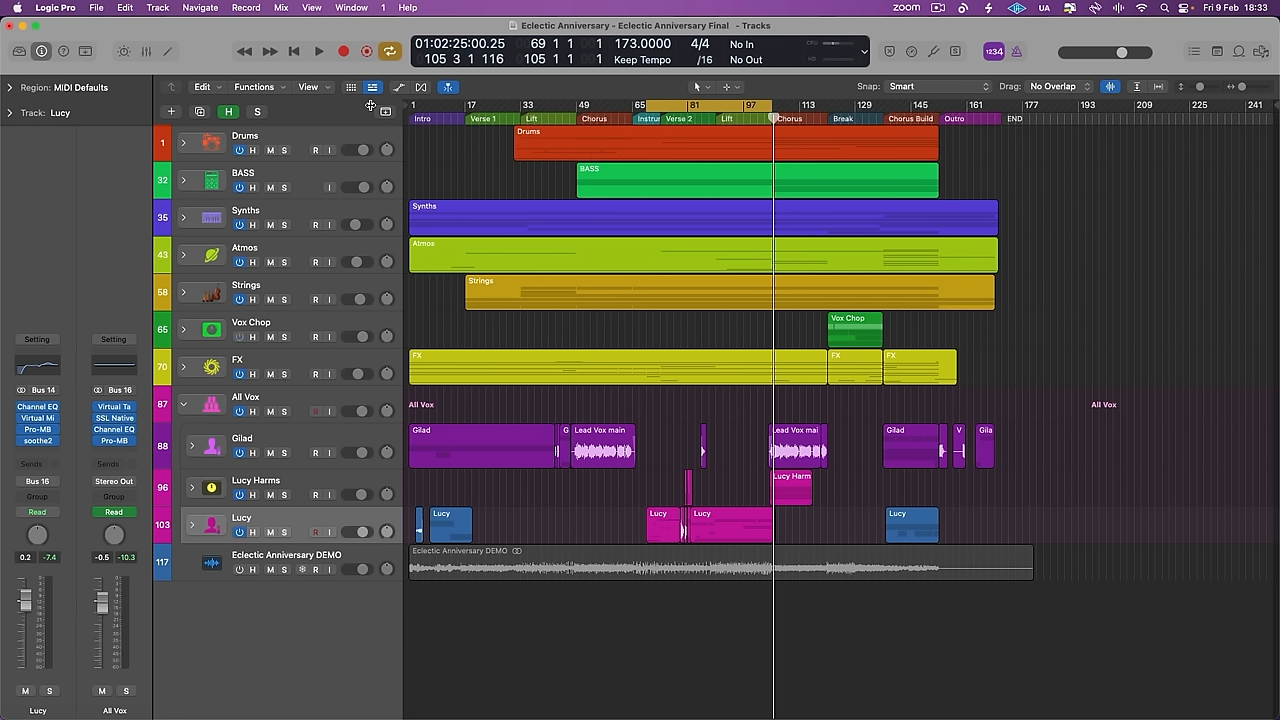 Logic Pro File Edit Track Navigate Record Mix View Window 1 Help zoom UA Fri 9 Feb 18:33
Eclectic Anniversary - Eclectic Anniversary Final - Tracks
01:02:25:00.25 69 1 1 1 173.0000 4/4 No In CPU
105 3 1 116 105 1 1 1 Keep Tempo /16 No Out
1234
Region: MIDI Defaults Edit Functions View Snap: Smart Drag: No Overlap
Track: Lucy H S
1 17 33 49 65 81 97 113 129 145 161 177 193 209 225 241
Intro Verse 1 Lift Chorus Instrur Verse 2 Lift Chorus Break Chorus Build Outro END
1 Drums H M S R I Drums
32 BASS H M S I BASS
35 Synths H M S R I Synths
43 Atmos H M S R I Atmos
58 Strings H M S R I Strings
65 Vox Chop H M S R I Vox Chop
70 FX H M S R I FX FX FX
87 All Vox H M S R I All Vox All Vox
88 Gilad H M S R I Gilad G Lead Vox main Lead Vox mai Gilad V Gila
96 Lucy Harms H M S R I Lucy Harm
103 Lucy H M S R I Lucy Lucy Lucy Lucy
117 Eclectic Anniversary DEMO H M S R I Eclectic Anniversary DEMO
Setting Setting
Bus 14 Bus 16
Channel EQ Virtual Ta
Virtual Mi SSL Native
Pro-MB Channel EQ
soothe2 Pro-MB
Sends Sends
Bus 16 Stereo Out
Group Group
Read Read
0.2 -7.4 -0.5 -10.3
M S M S
Lucy All Vox